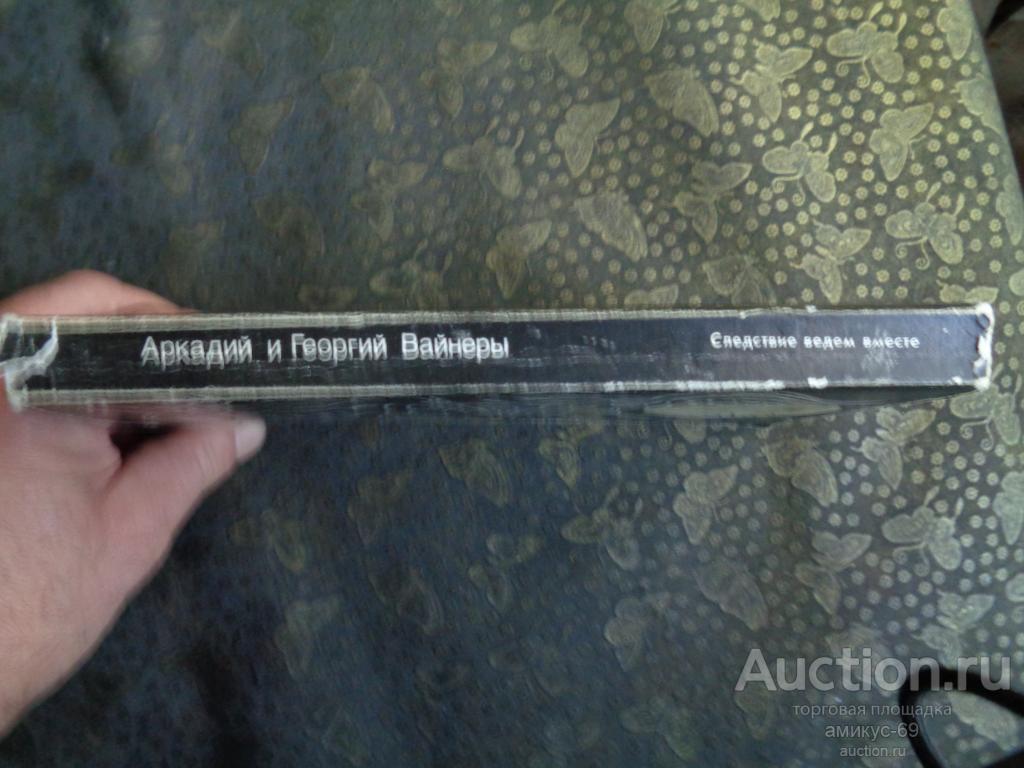 Аркадий и Георгий Вайнеры
Следствие ведем вместе
Auction.ru
торговая площадка
амикус-69
auction.ru